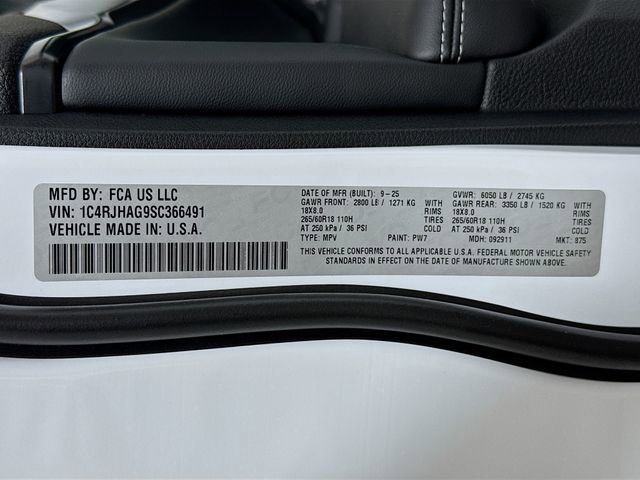 MFD BY: FCA US LLC
VIN: 1C4RJHAG9SC366491
VEHICLE MADE IN: U.S.A.
DATE OF MFR (BUILT): 9-25 GVWR: 6050 LB / 2745 KG
GAWR FRONT: 2800 LB / 1271 KG GAWR REAR: 3350 LB / 1520 KG
18X8.0 RIMS 18X8.0 RIMS
265/60R18 110H TIRES 265/60R18 110H TIRES
AT 250 kPa / 36 PSI COLD AT 250 kPa / 36 PSI COLD
TYPE: MPV PAINT: PW7 MDH: 092911 MKT: 875
THIS VEHICLE CONFORMS TO ALL APPLICABLE U.S.A. FEDERAL MOTOR VEHICLE SAFETY
STANDARDS IN EFFECT ON THE DATE OF MANUFACTURE SHOWN ABOVE.